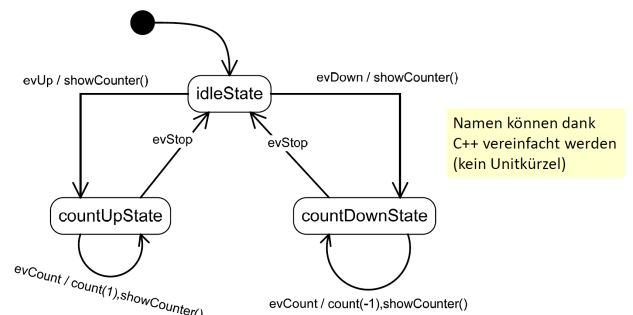 evUp / showCounter()
evDown / showCounter()
idleState
Namen können dank
C++ vereinfacht werden
(kein Unitkürzel)
evStop
evStop
countUpState
countDownState
evCount / count(1),showCounter()
evCount / count(-1),showCounter()